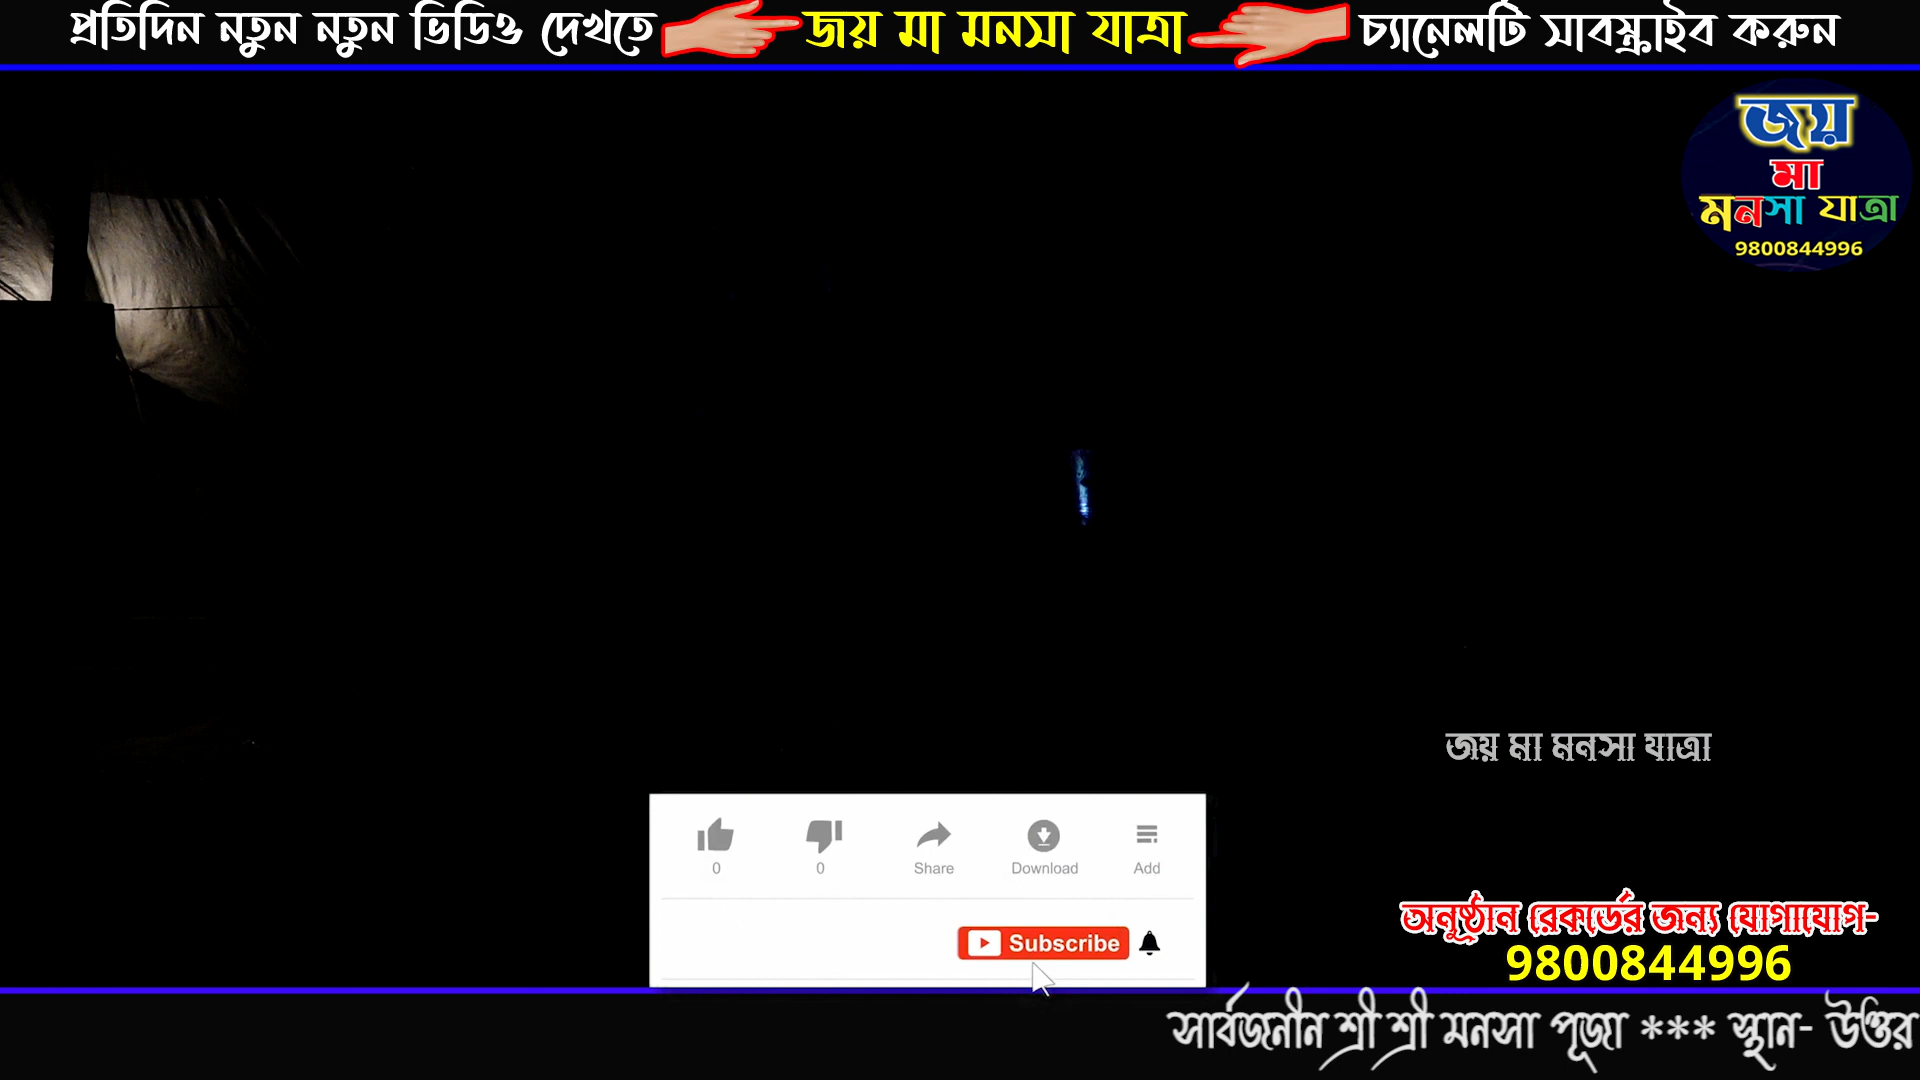 প্রতিদিন নতুন নতুন ভিডিও দেখতে জয় মা মনসা যাত্রা চ্যানেলটি সাবস্ক্রাইব করুন
জয়
মা
মনসা যাত্রা
9800844996
জয় মা মনসা যাত্রা
0 0 Share Download Add
Subscribe
অনুষ্ঠান রেকর্ডের জন্য যোগাযোগ-
9800844996
সার্বজনীন শ্রী শ্রী মনসা পূজা *** স্থান- উত্তর